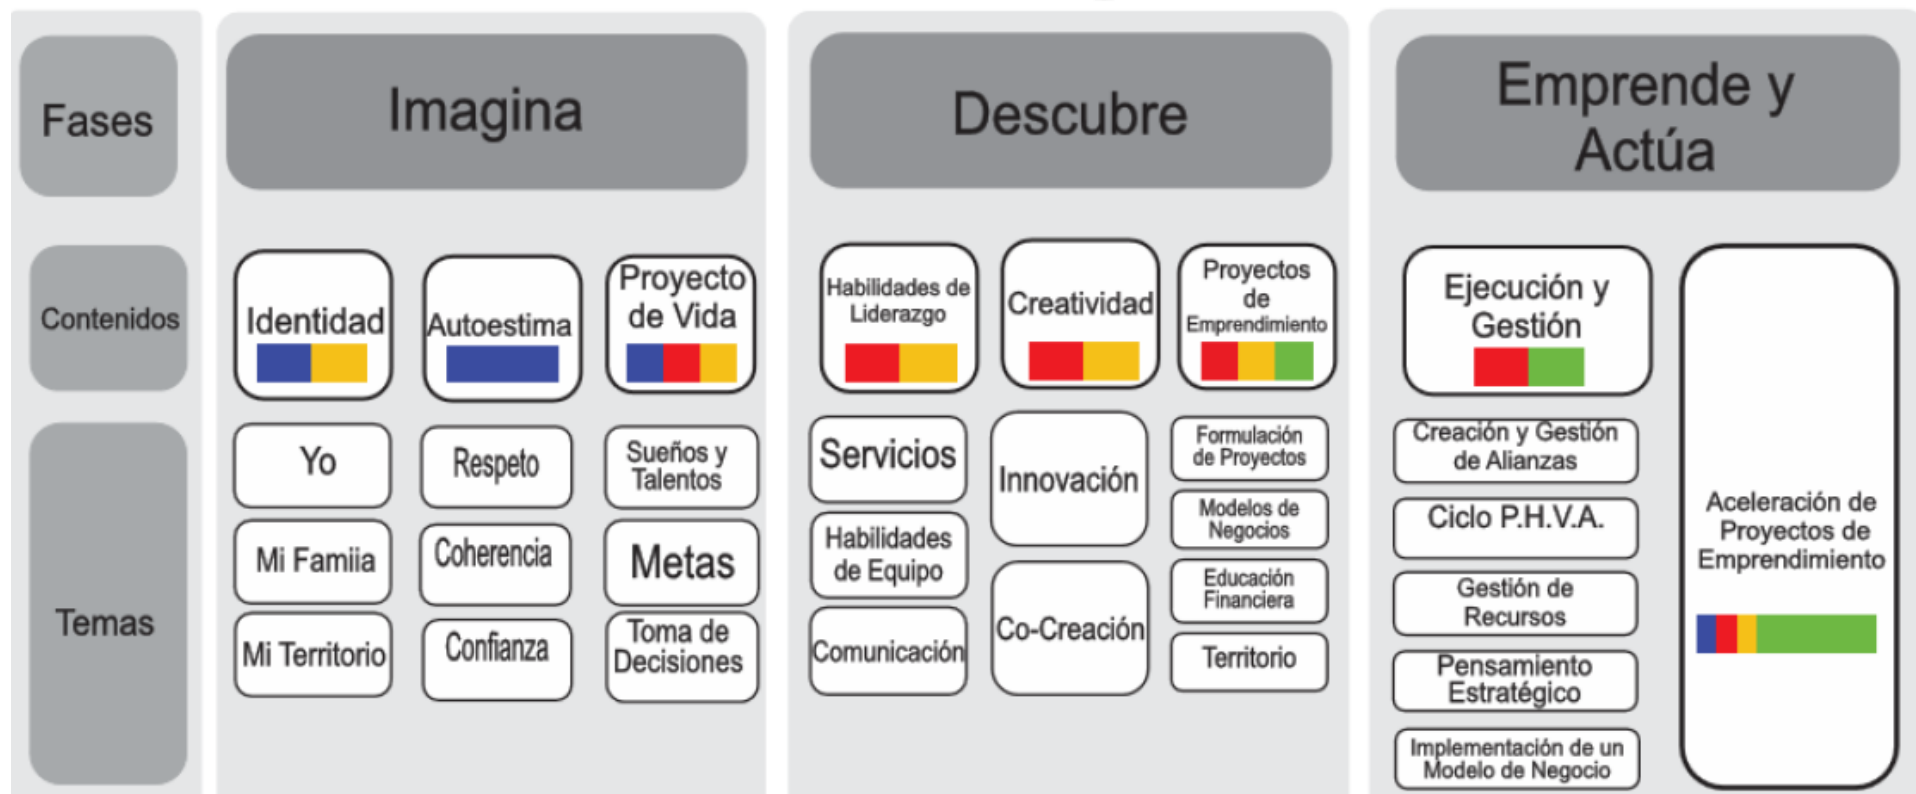 Fases
Imagina
Descubre
Emprende y
Actúa
Contenidos
Identidad
Autoestima
Proyecto
de Vida
Habilidades de
Liderazgo
Creatividad
Proyectos
de
Emprendimiento
Ejecución y
Gestión
Temas
Yo
Mi Famiia
Mi Territorio
Respeto
Coherencia
Confianza
Sueños y
Talentos
Metas
Toma de
Decisiones
Servicios
Habilidades
de Equipo
Comunicación
Innovación
Co-Creación
Formulación
de Proyectos
Modelos de
Negocios
Educación
Financiera
Territorio
Creación y Gestión
de Alianzas
Ciclo P.H.V.A.
Gestión de
Recursos
Pensamiento
Estratégico
Implementación de un
Modelo de Negocio
Aceleración de
Proyectos de
Emprendimiento